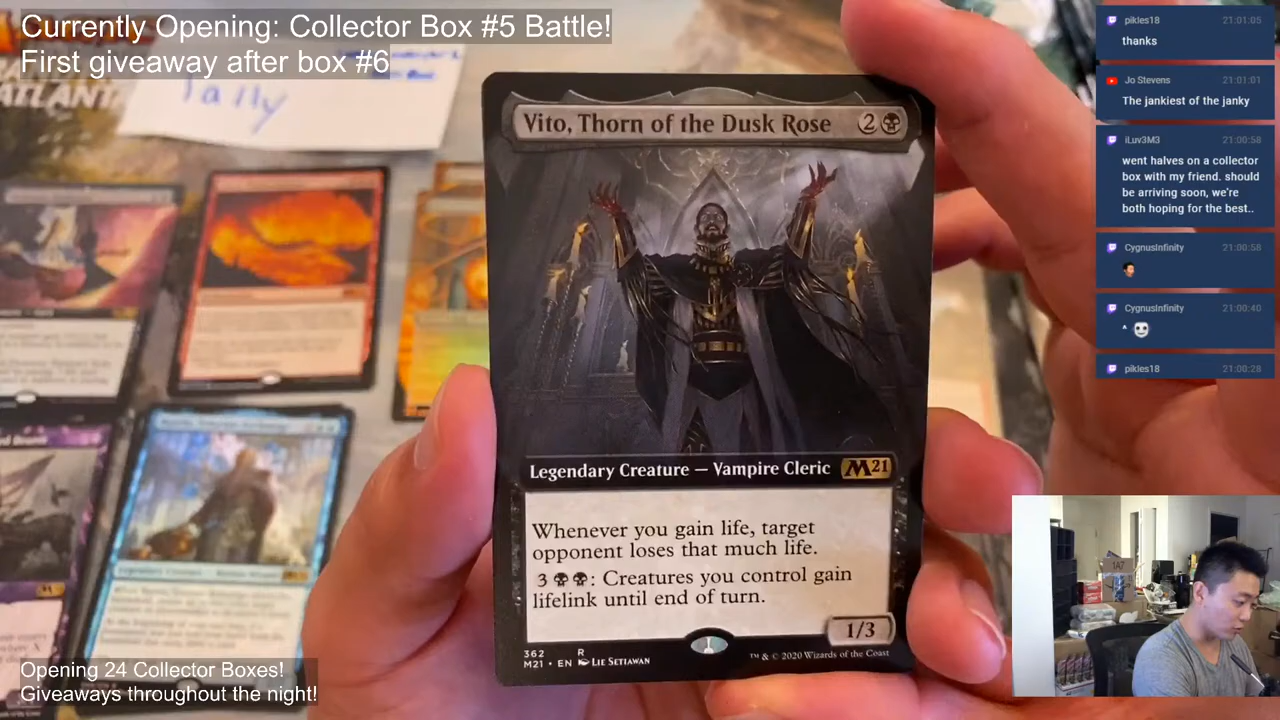 Currently Opening: Collector Box #5 Battle!
First giveaway after box #6
ATLANT
Tally
Vito, Thorn of the Dusk Rose 2
Legendary Creature — Vampire Cleric M21
Whenever you gain life, target
opponent loses that much life.
3 : Creatures you control gain
lifelink until end of turn.
1/3
362 R
M21 • EN LIE SETIAWAN
™ & © 2020 Wizards of the Coast
Opening 24 Collector Boxes!
Giveaways throughout the night!
pikles18 21:01:05
thanks
Jo Stevens 21:01:01
The jankiest of the janky
iLuv3M3 21:00:58
went halves on a collector
box with my friend. should
be arriving soon, we're
both hoping for the best..
CygnusInfinity 21:00:58
CygnusInfinity 21:00:40
^
pikles18 21:00:28
1A7